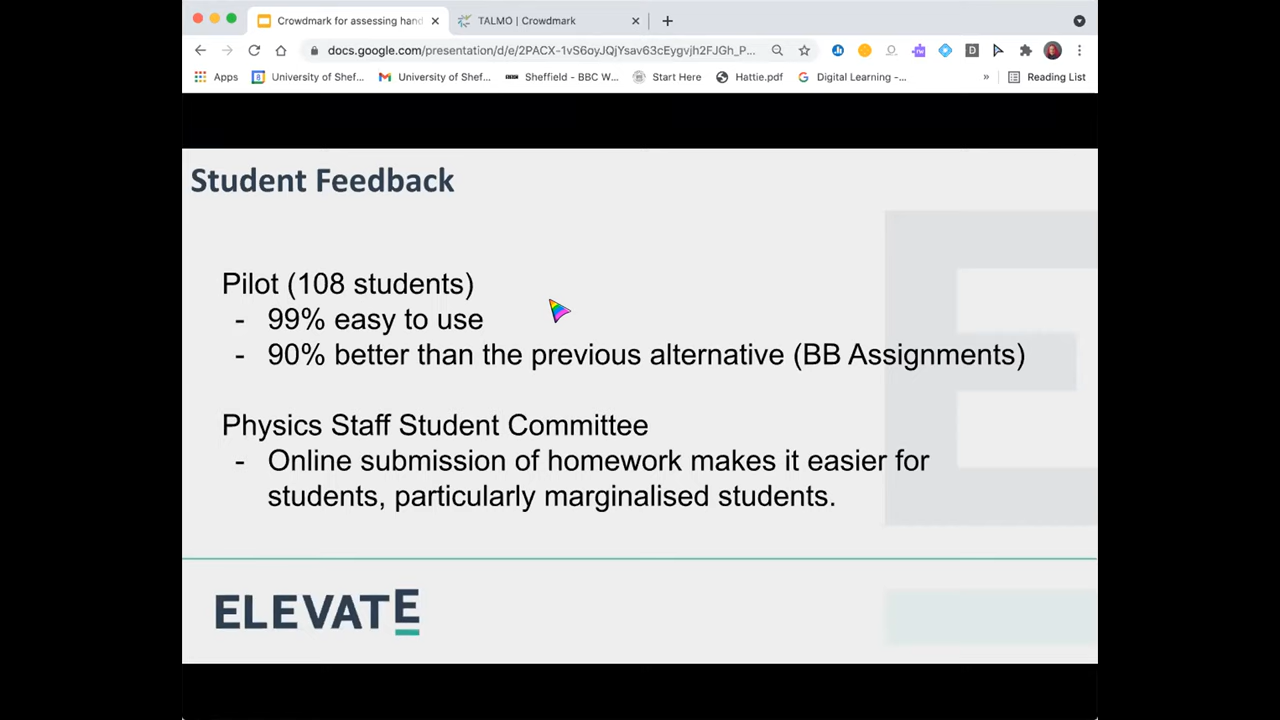 Crowdmark for assessing hand
TALMO | Crowdmark
docs.google.com/presentation/d/e/2PACX-1vS6oyJQjYsav63cEygvjh2FJGh_P...
Apps
University of Shef...
University of Shef...
Sheffield - BBC W...
Start Here
Hattie.pdf
Digital Learning -...
»
Reading List
Student Feedback
Pilot (108 students)
- 99% easy to use
- 90% better than the previous alternative (BB Assignments)
Physics Staff Student Committee
- Online submission of homework makes it easier for
students, particularly marginalised students.
ELEVATE